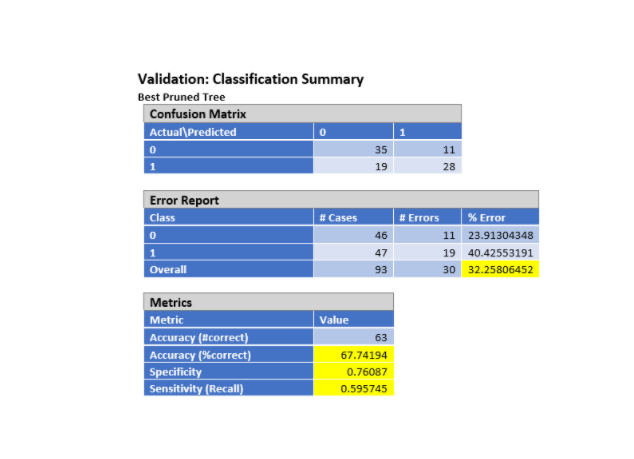 Validation: Classification Summary
Best Pruned Tree
Confusion Matrix
Actual\Predicted 0 1
0 35 11
1 19 28
Error Report
Class # Cases # Errors % Error
0 46 11 23.91304348
1 47 19 40.42553191
Overall 93 30 32.25806452
Metrics
Metric Value
Accuracy (#correct) 63
Accuracy (%correct) 67.74194
Specificity 0.76087
Sensitivity (Recall) 0.595745